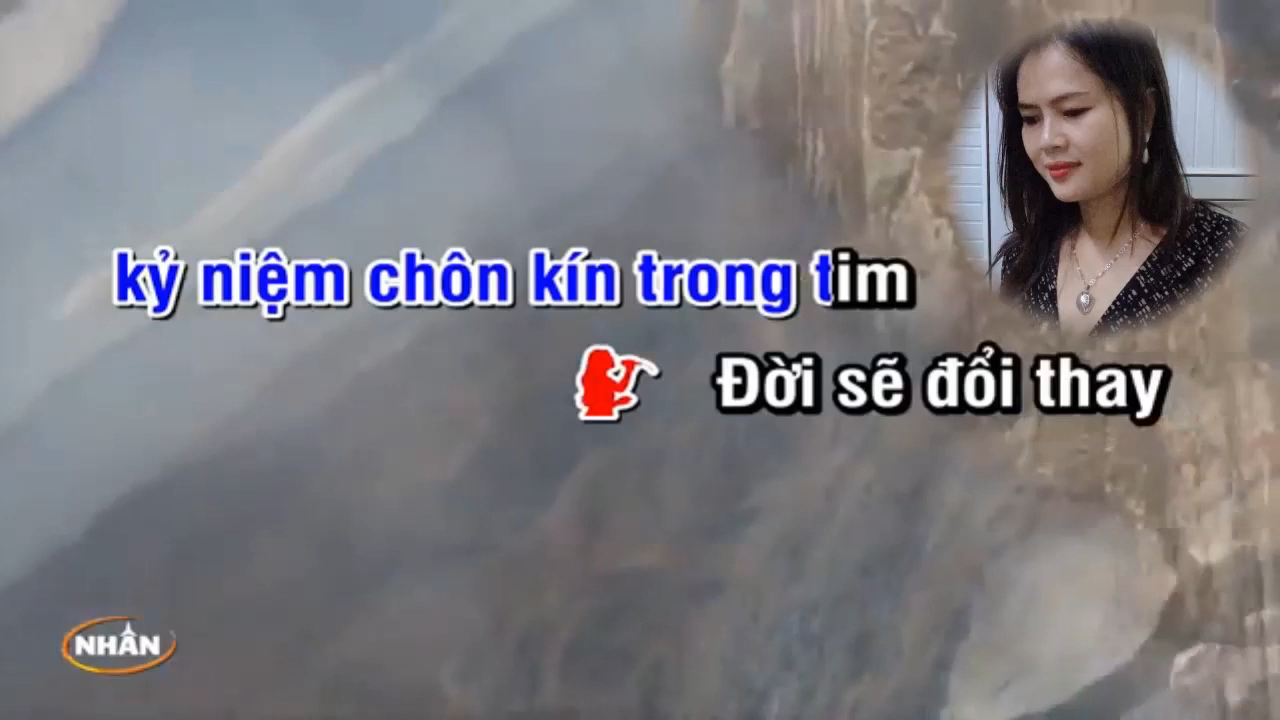 kỷ niệm chôn kín trong tim
Đời sẽ đổi thay
NHÂN